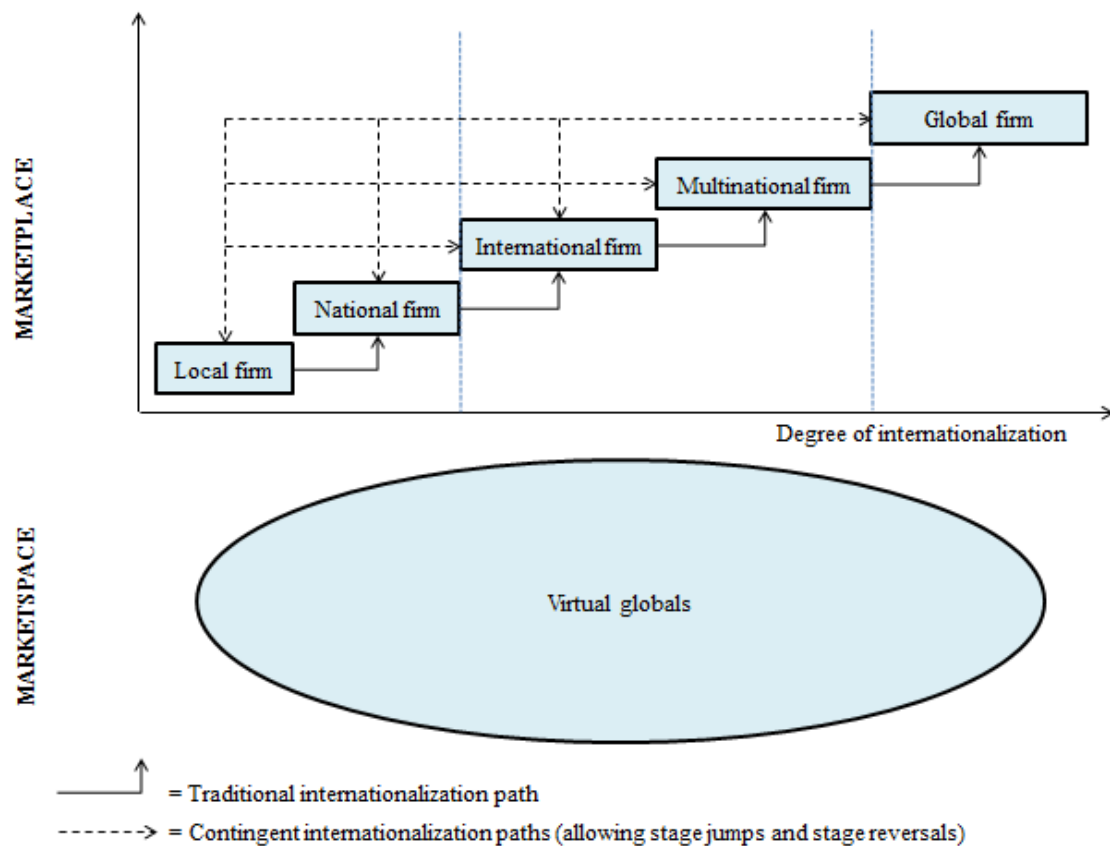 MARKETPLACE
Global firm
Multinational firm
International firm
National firm
Local firm
Degree of internationalization
MARKETSPACE
Virtual globals
= Traditional internationalization path
= Contingent internationalization paths (allowing stage jumps and stage reversals)